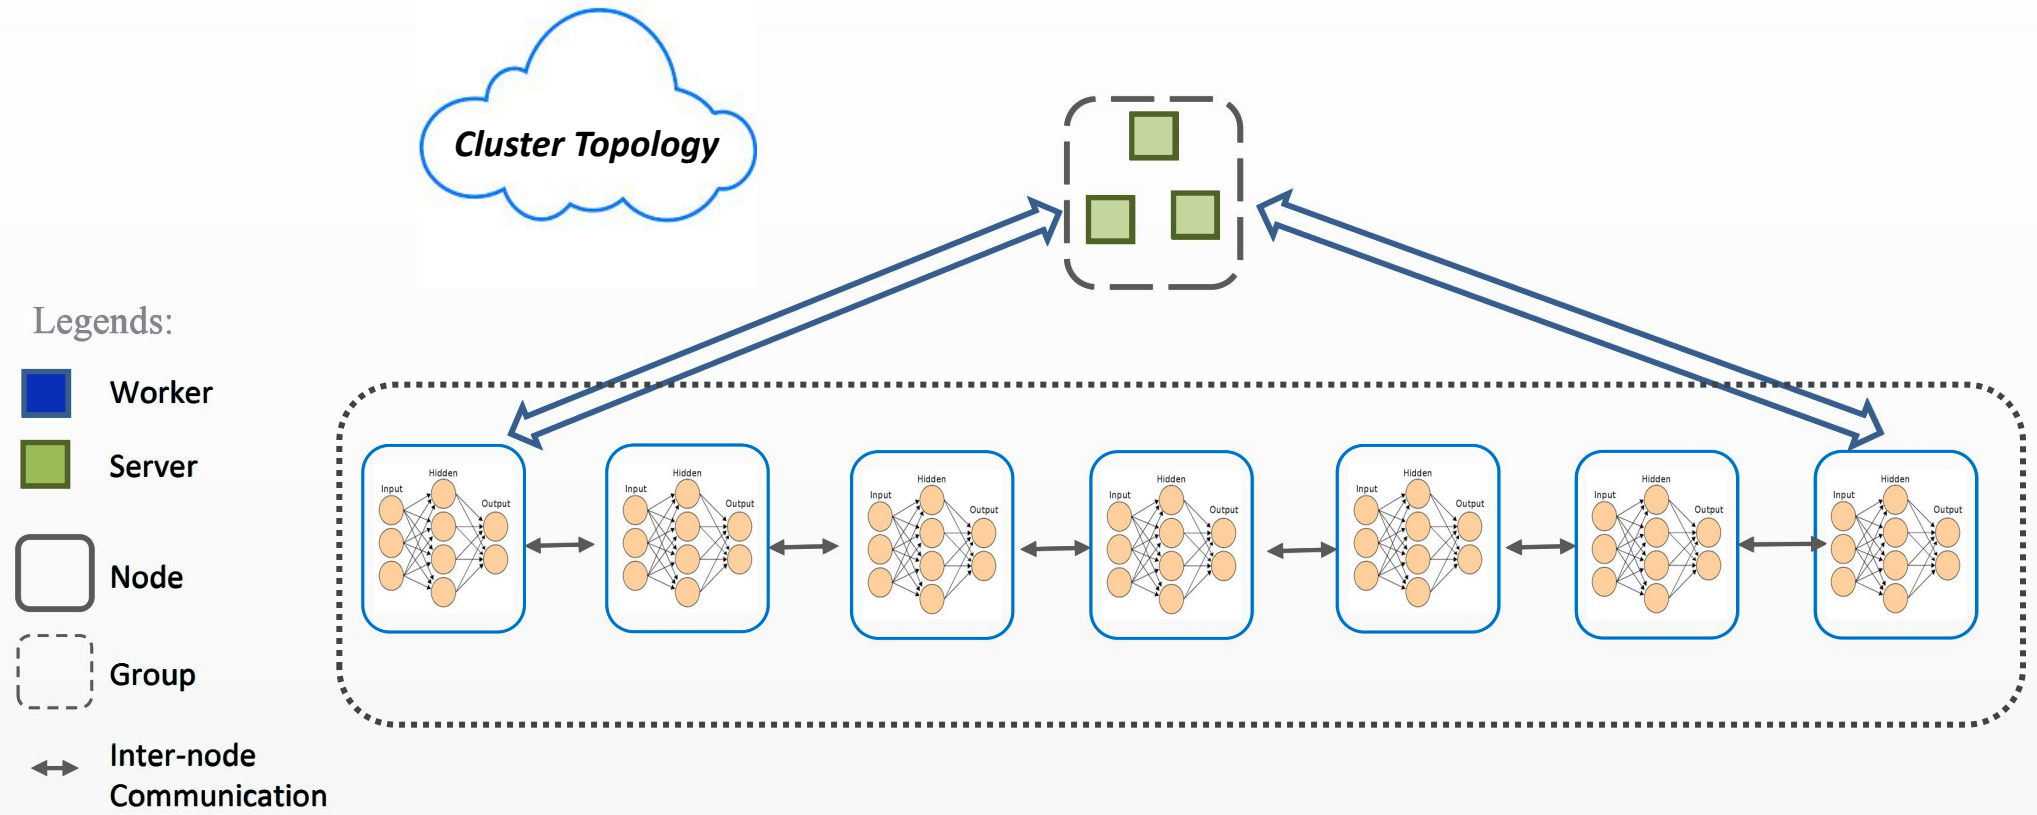 Cluster Topology
Legends:
Worker
Server
Node
Group
Inter-node
Communication
Hidden
Input
Output
Hidden
Input
Output
Hidden
Input
Output
Hidden
Input
Output
Hidden
Input
Output
Hidden
Input
Output
Hidden
Input
Output